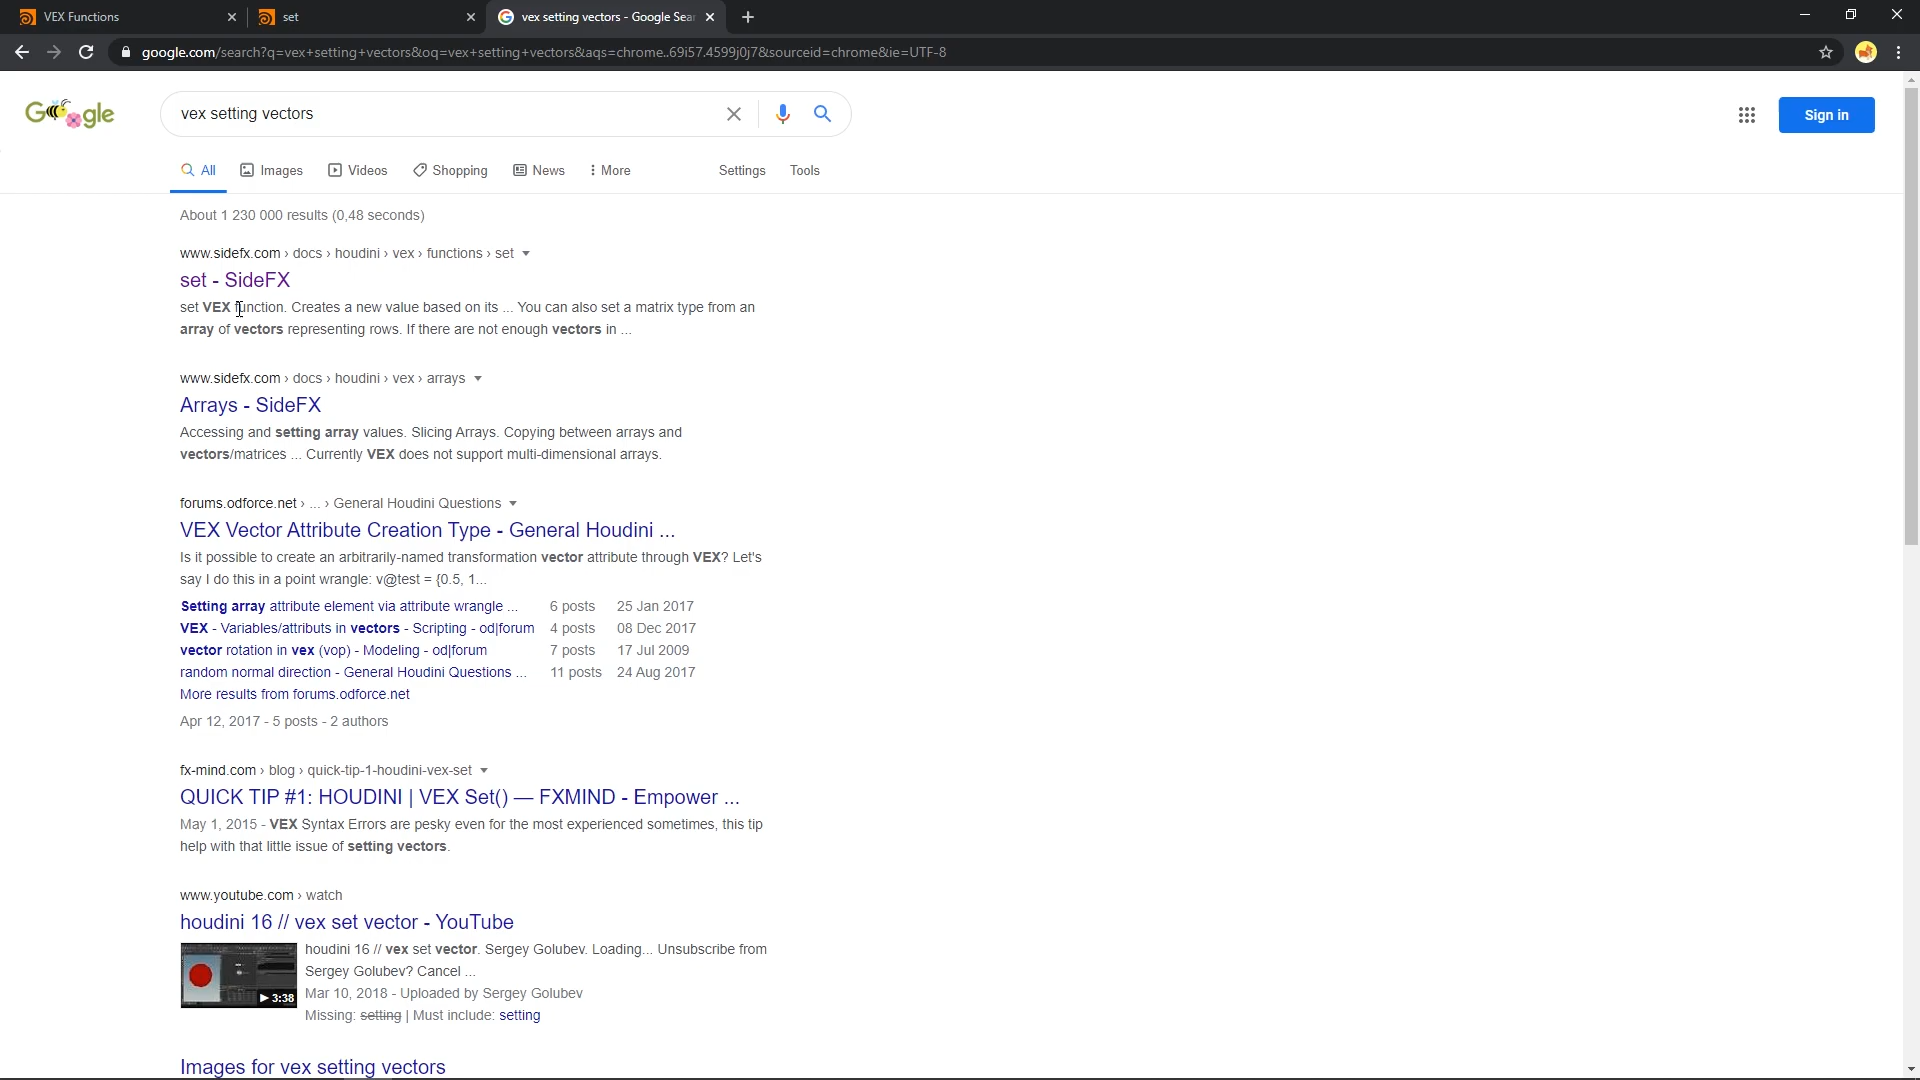 VEX Functions
set
vex setting vectors - Google Sear
google.com/search?q=vex+setting+vectors&oq=vex+setting+vectors&aqs=chrome..69i57.4599j0j7&sourceid=chrome&ie=UTF-8
Google
vex setting vectors
Sign in
All Images Videos Shopping News More Settings Tools
About 1 230 000 results (0,48 seconds)
www.sidefx.com › docs › houdini › vex › functions › set
set - SideFX
set VEX function. Creates a new value based on its ... You can also set a matrix type from an
array of vectors representing rows. If there are not enough vectors in ...
www.sidefx.com › docs › houdini › vex › arrays
Arrays - SideFX
Accessing and setting array values. Slicing Arrays. Copying between arrays and
vectors/matrices ... Currently VEX does not support multi-dimensional arrays.
forums.odforce.net › ... › General Houdini Questions
VEX Vector Attribute Creation Type - General Houdini ...
Is it possible to create an arbitrarily-named transformation vector attribute through VEX? Let's
say I do this in a point wrangle: v@test = {0.5, 1...
Setting array attribute element via attribute wrangle ... 6 posts 25 Jan 2017
VEX - Variables/attributs in vectors - Scripting - od|forum 4 posts 08 Dec 2017
vector rotation in vex (vop) - Modeling - od|forum 7 posts 17 Jul 2009
random normal direction - General Houdini Questions ... 11 posts 24 Aug 2017
More results from forums.odforce.net
Apr 12, 2017 - 5 posts - 2 authors
fx-mind.com › blog › quick-tip-1-houdini-vex-set
QUICK TIP #1: HOUDINI | VEX Set() — FXMIND - Empower ...
May 1, 2015 - VEX Syntax Errors are pesky even for the most experienced sometimes, this tip
help with that little issue of setting vectors.
www.youtube.com › watch
houdini 16 // vex set vector - YouTube
houdini 16 // vex set vector. Sergey Golubev. Loading... Unsubscribe from
Sergey Golubev? Cancel ...
3:38
Mar 10, 2018 - Uploaded by Sergey Golubev
Missing: setting | Must include: setting
Images for vex setting vectors